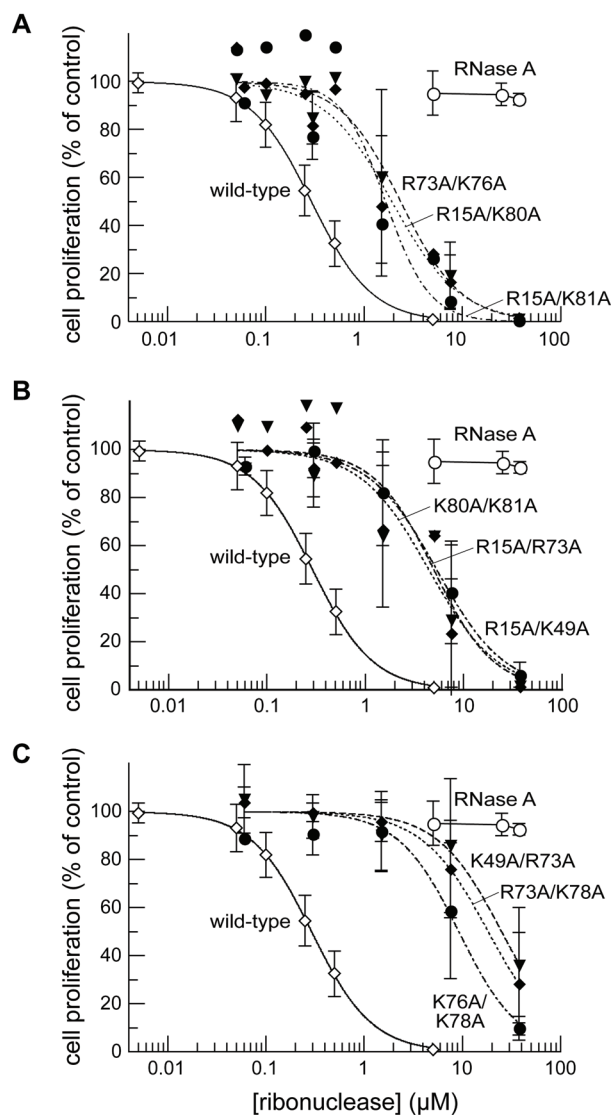 A
cell proliferation (% of control)
100
80
60
40
20
0
wild-type
RNase A
R73A/K76A
R15A/K80A
R15A/K81A
0.01 0.1 1 10 100
B
cell proliferation (% of control)
100
80
60
40
20
0
wild-type
RNase A
K80A/K81A
R15A/R73A
R15A/K49A
0.01 0.1 1 10 100
C
cell proliferation (% of control)
100
80
60
40
20
0
wild-type
RNase A
K49A/R73A
R73A/K78A
K76A/
K78A
0.01 0.1 1 10 100
[ribonuclease] (µM)